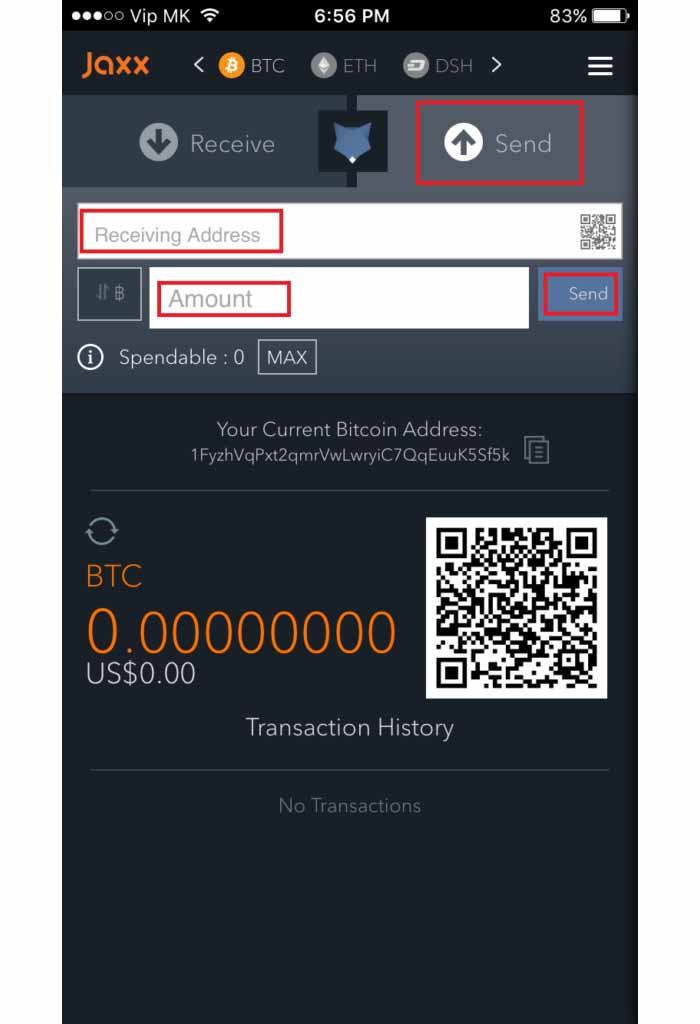 Vip MK 6:56 PM 83%
Jaxx BTC ETH DSH
Receive Send
Receiving Address
฿ Amount Send
Spendable : 0 MAX
Your Current Bitcoin Address:
1FyzhVqPxt2qmrVwLwryiC7QqEuuK5Sf5k
BTC
0.00000000
US$0.00
Transaction History
No Transactions